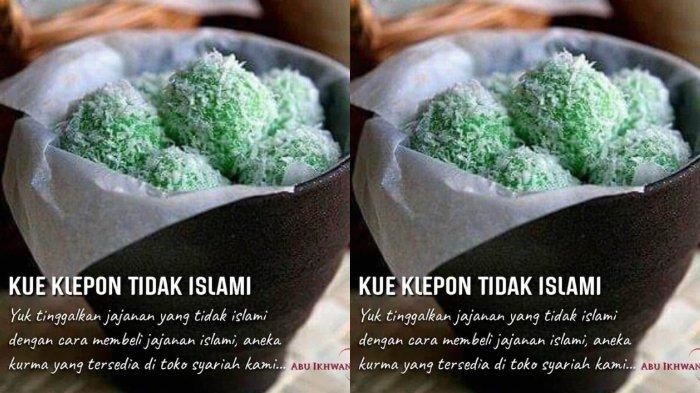 KUE KLEPON TIDAK ISLAMI
Yuk tinggalkan jajanan yang tidak islami
dengan cara membeli jajanan islami, aneka
kurma yang tersedia di toko syariah kami...
ABU IKHWAN
KUE KLEPON TIDAK ISLAMI
Yuk tinggalkan jajanan yang tidak islami
dengan cara membeli jajanan islami, aneka
kurma yang tersedia di toko syariah kami...
ABU IKHWAN